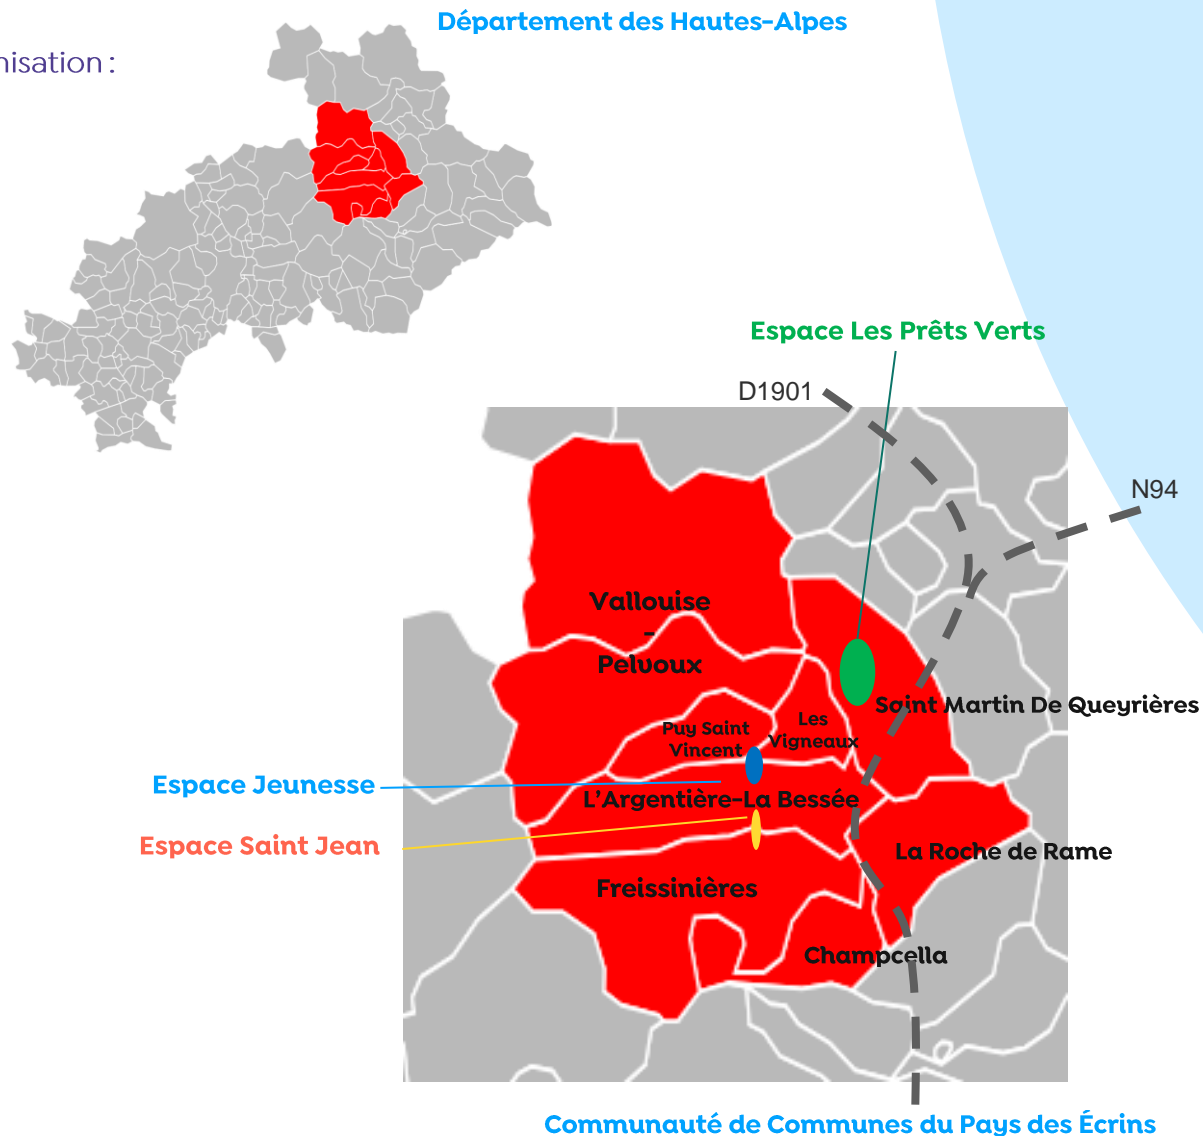 Département des Hautes-Alpes
nisation :
Espace Les Prêts Verts
D1901
N94
Vallouise
-
Pelvoux
Saint Martin De Queyrières
Puy Saint
Vincent
Les
Vigneaux
Espace Jeunesse
L'Argentière-La Bessée
Espace Saint Jean
La Roche de Rame
Freissinières
Champcella
Communauté de Communes du Pays des Écrins